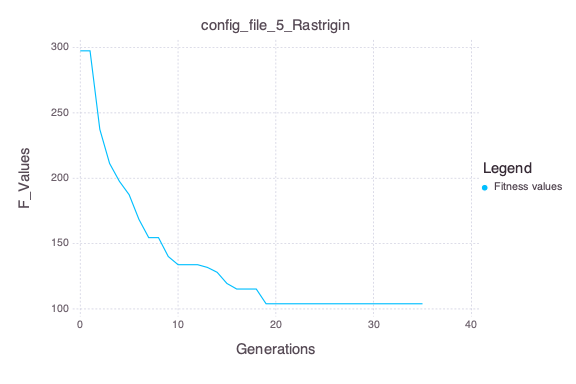 config_file_5_Rastrigin
300
250
200
150
100
F_Values
0 10 20 30 40
Generations
Legend
Fitness values